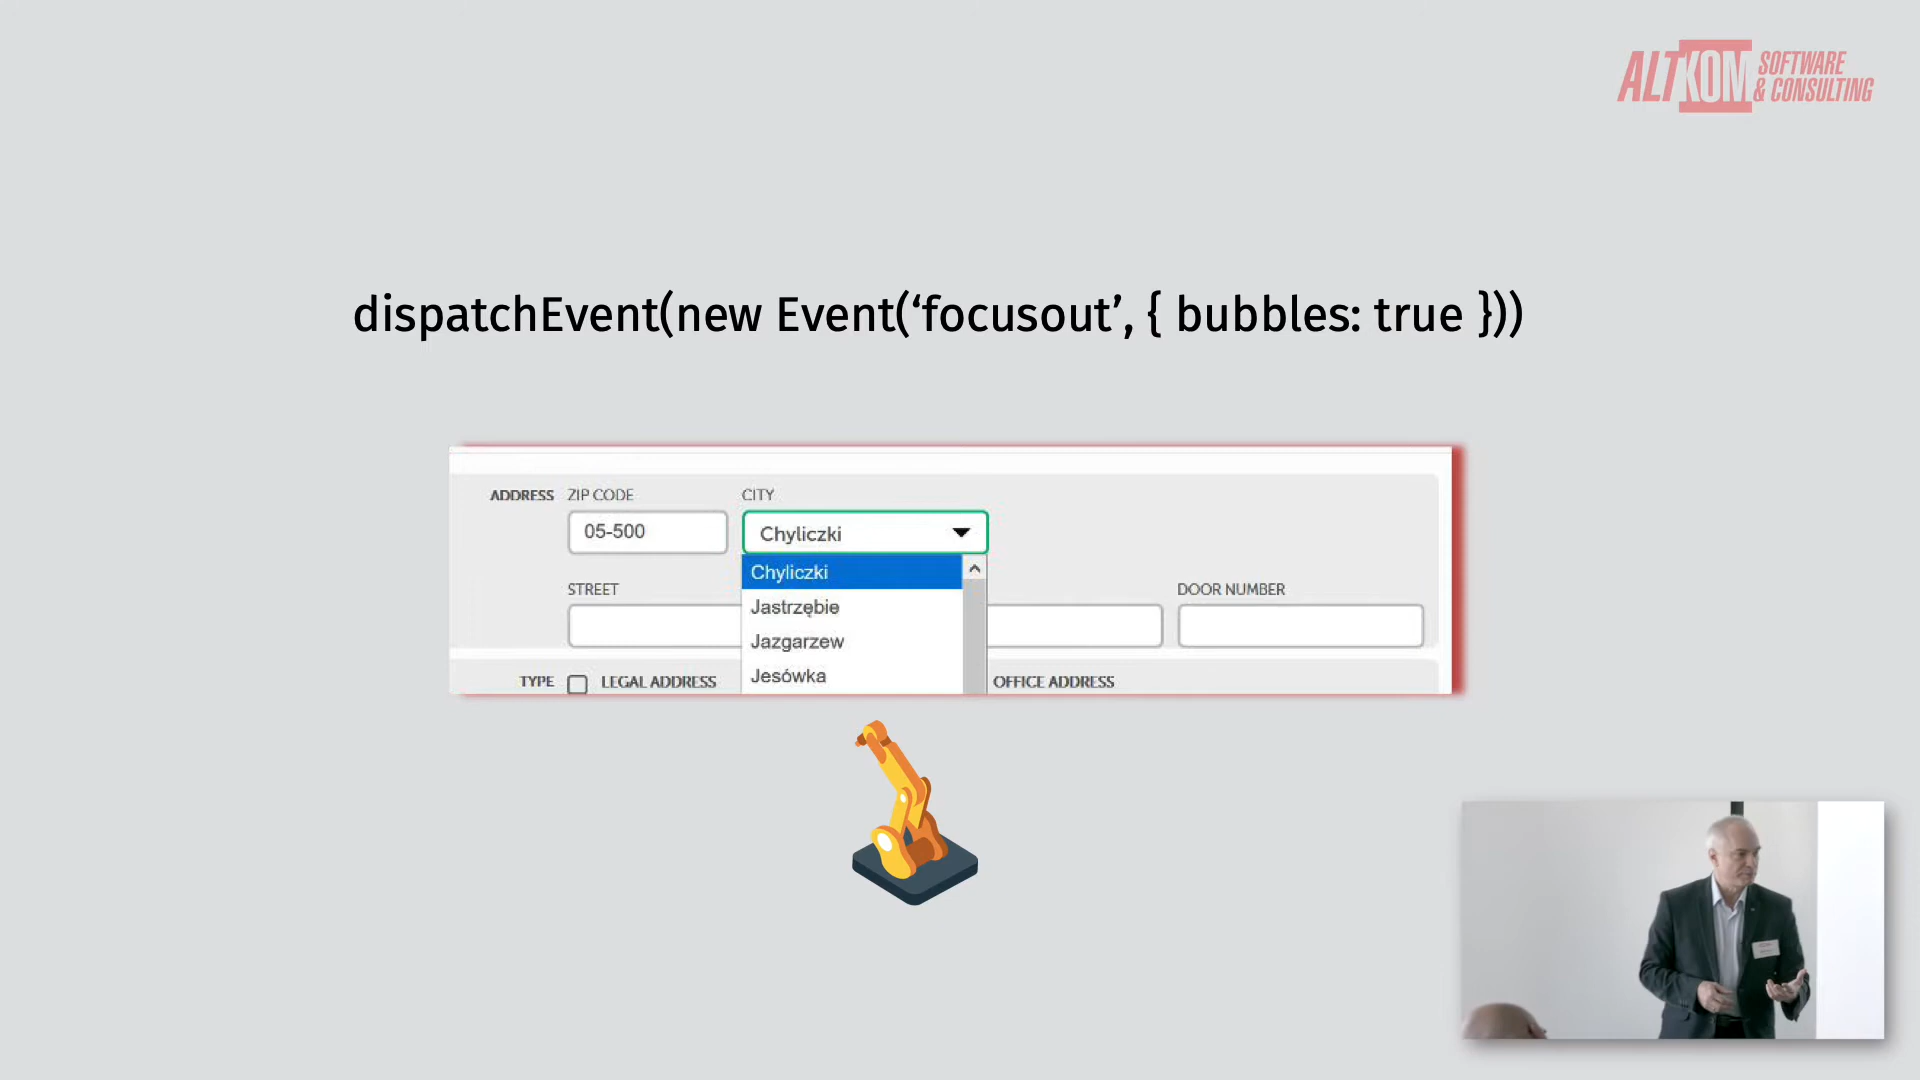 ALTKOM SOFTWARE
& CONSULTING
dispatchEvent(new Event(‘focusout’, { bubbles: true }))
ADDRESS ZIP CODE CITY
05-500 Chyliczki
Chyliczki
STREET DOOR NUMBER
Jastrzębie
Jazgarzew
Jesówka
TYPE LEGAL ADDRESS OFFICE ADDRESS